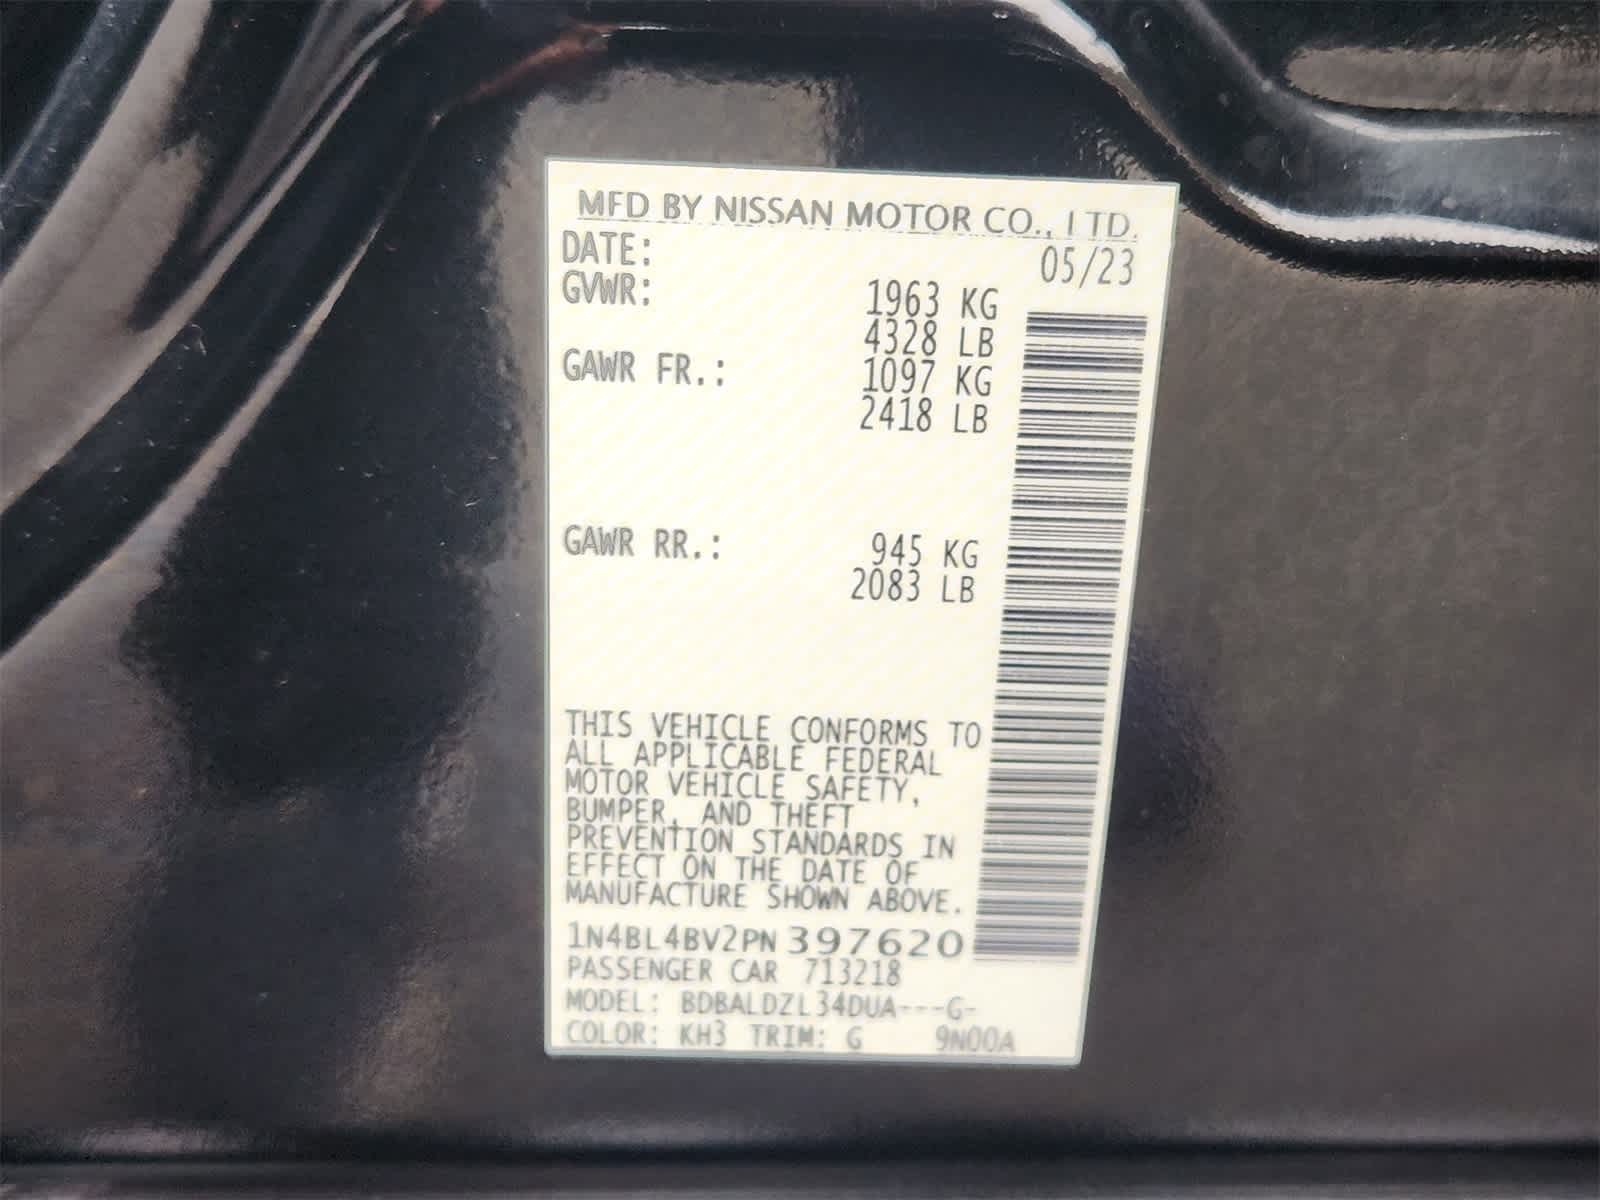 MFD BY NISSAN MOTOR CO., LTD.
DATE: 05/23
GVWR: 1963 KG
4328 LB
GAWR FR.: 1097 KG
2418 LB
GAWR RR.: 945 KG
2083 LB
THIS VEHICLE CONFORMS TO
ALL APPLICABLE FEDERAL
MOTOR VEHICLE SAFETY,
BUMPER, AND THEFT
PREVENTION STANDARDS IN
EFFECT ON THE DATE OF
MANUFACTURE SHOWN ABOVE.
1N4BL4BV2PN397620
PASSENGER CAR 713218
MODEL: BDBALDZL34DUA---G-
COLOR: KH3 TRIM: G 9N00A